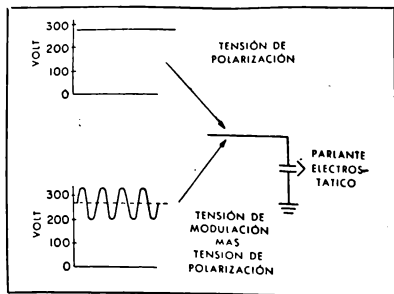 300
200
100
0
VOLT
TENSIÓN DE
POLARIZACIÓN
PARLANTE
ELECTROS-
TATICO
300
200
100
0
VOLT
TENSIÓN DE
MODULACIÓN
MAS
TENSION DE
POLARIZACIÓN